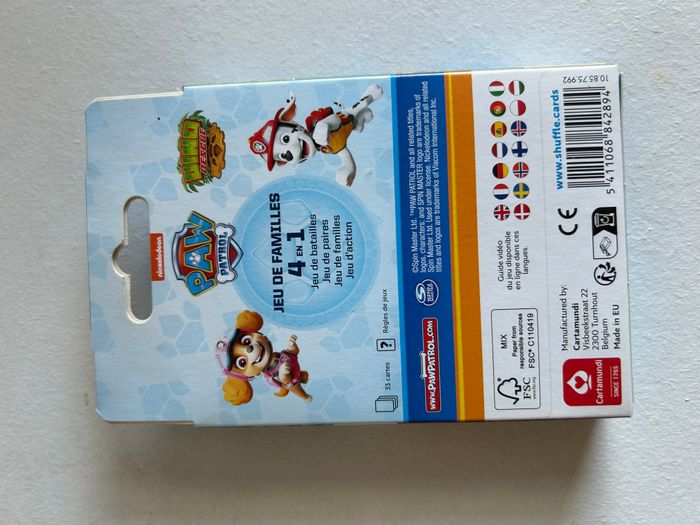 nickelodeon
PAW
PATROL
DINO
RESCUE
JEU DE FAMILLES
4 EN 1
Jeu de batailles
Jeu de paires
Jeu de familles
Jeu d'action
33 cartes
? Règles de jeux
www.PAWPATROL.COM
©Spin Master Ltd. ™PAW PATROL and all related titles,
logos, characters; and SPIN MASTER logo are trademarks of
Spin Master Ltd. Used under license. Nickelodeon and all related
titles and logos are trademarks of Viacom International Inc.
MIX
Paper from
responsible sources
FSC® C110419
FSC
Guide vidéo
du jeu disponible
en ligne dans ces
langues.
Cartamundi
SINCE 1765
Manufactured by:
Cartamundi
Visbeekstraat 22
2300 Turnhout
Belgium
Made in EU
CE
www.shuffle.cards
5 411068 842894
10.85.75.992